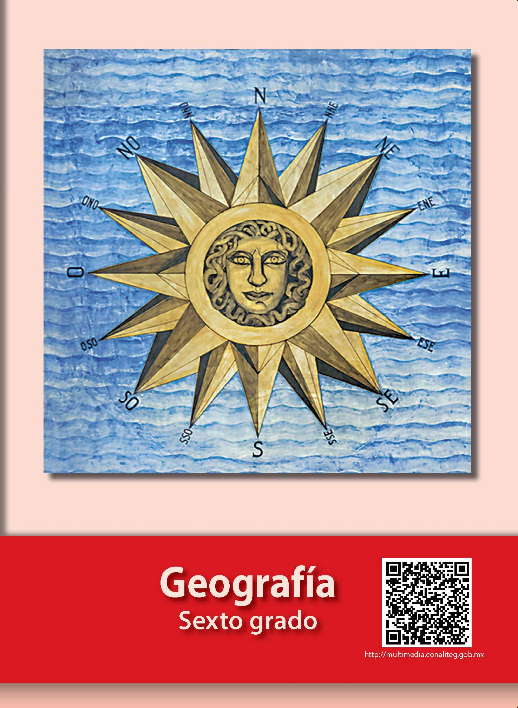 N
NNO
NNE
NO
NE
ONO
ENE
O
E
OSO
ESE
SO
SE
SSO
SSE
S
Geografía
Sexto grado
http://multimedia.conaliteg.gob.mx